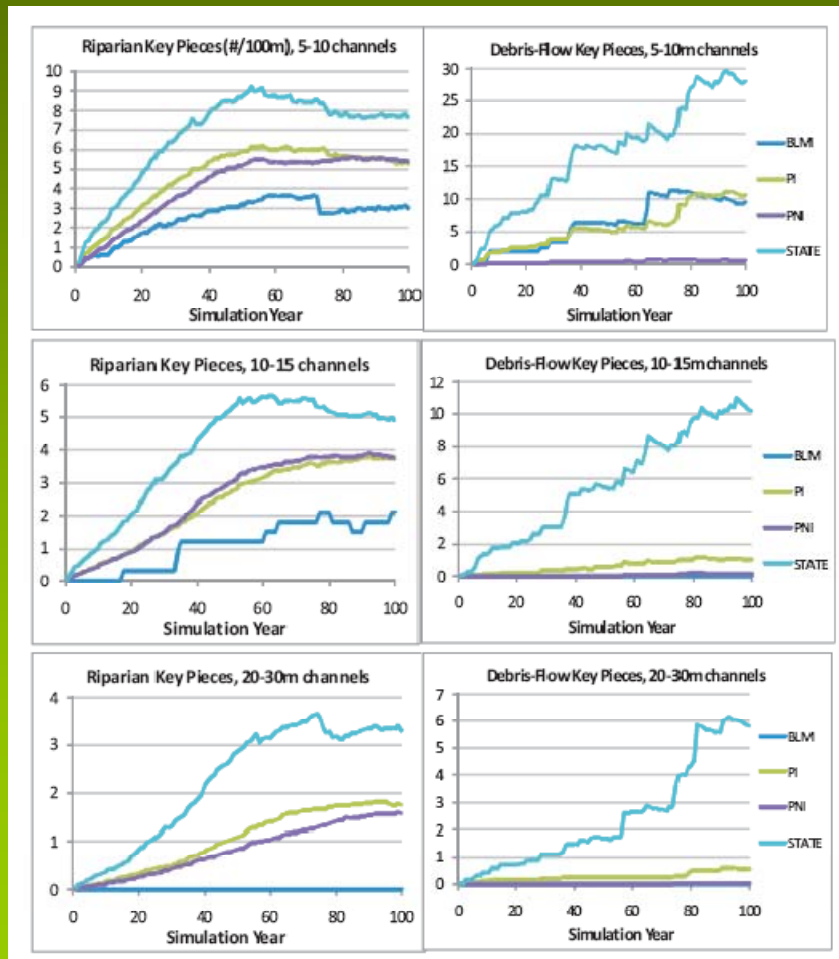 Riparian Key Pieces (#/100m), 5-10 channels
10
9
8
7
6
5
4
3
2
1
0
0 20 40 60 80 100
Simulation Year
Debris-Flow Key Pieces, 5-10m channels
30
25
20
15
10
5
0
0 20 40 60 80 100
Simulation Year
BLM
PI
PNI
STATE
Riparian Key Pieces, 10-15 channels
6
5
4
3
2
1
0
0 20 40 60 80 100
Simulation Year
Debris-Flow Key Pieces, 10-15m channels
12
10
8
6
4
2
0
0 20 40 60 80 100
Simulation Year
BLM
PI
PNI
STATE
Riparian Key Pieces, 20-30m channels
4
3
2
1
0
0 20 40 60 80 100
Simulation Year
Debris-Flow Key Pieces, 20-30m channels
7
6
5
4
3
2
1
0
0 20 40 60 80 100
Simulation Year
BLM
PI
PNI
STATE